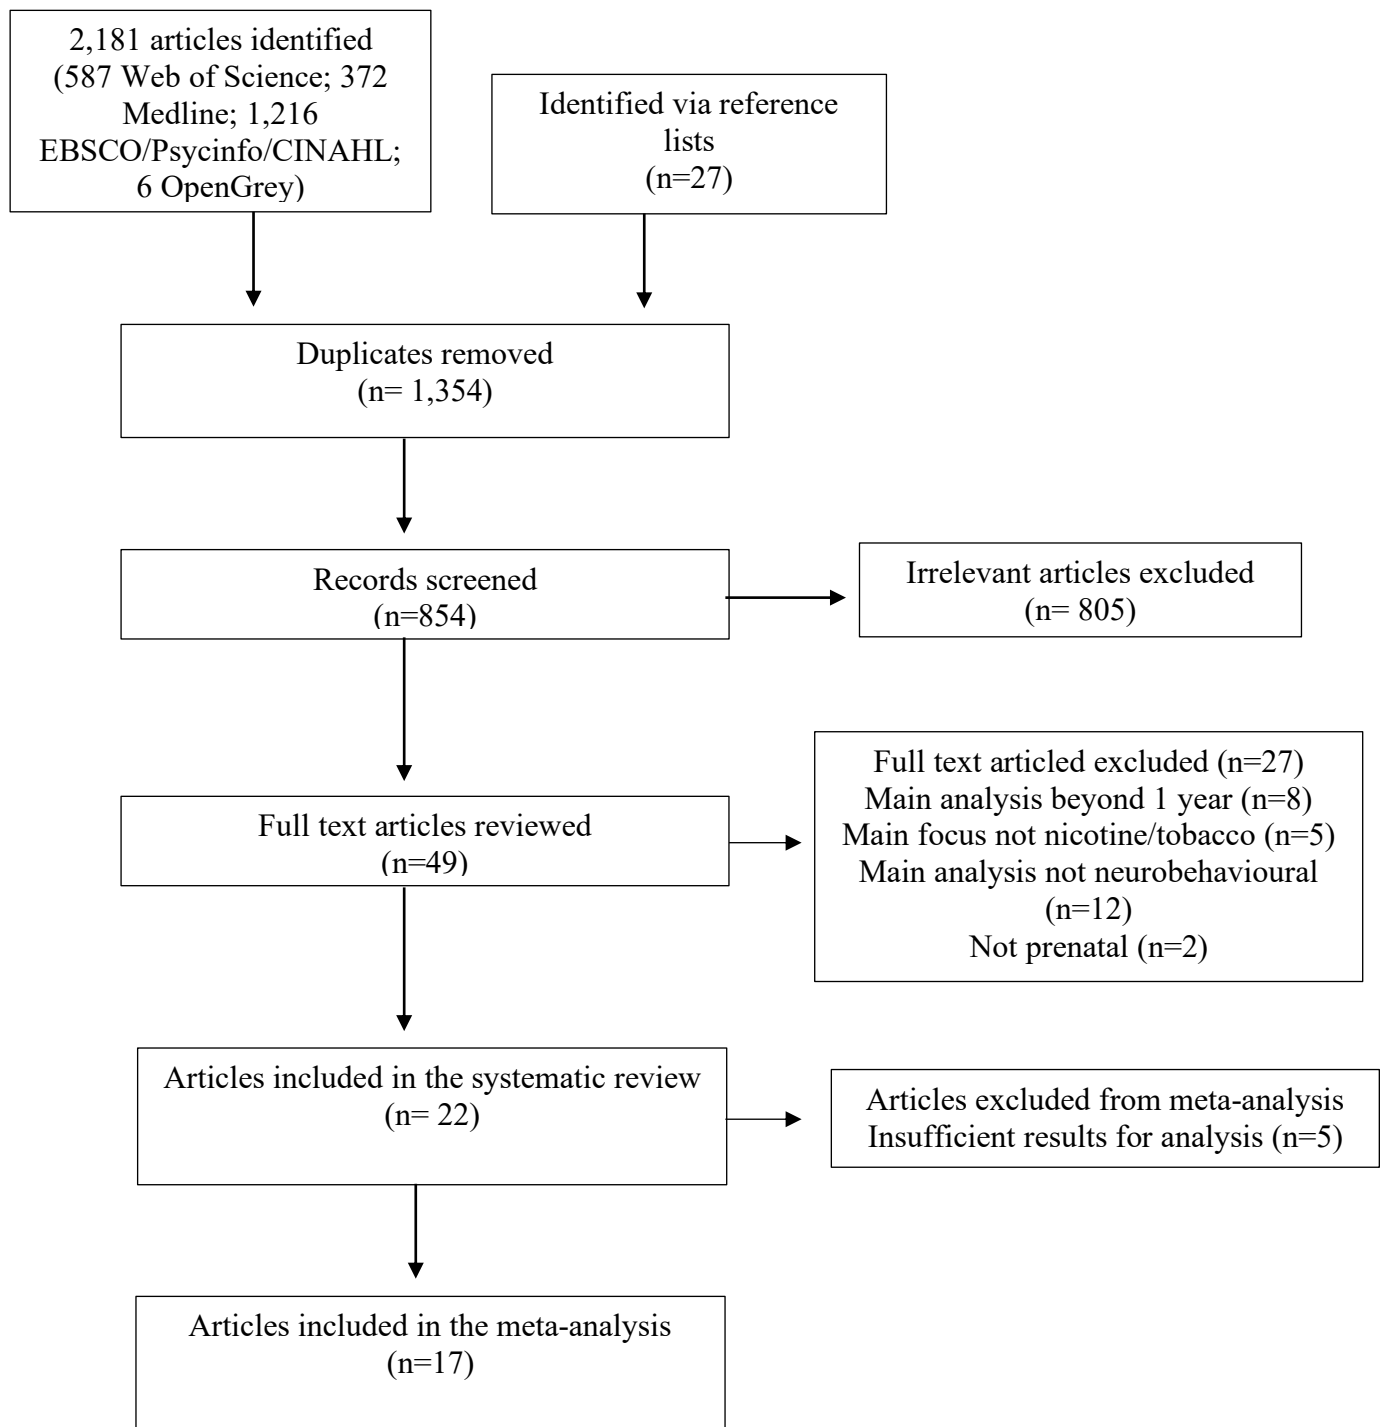 2,181 articles identified
(587 Web of Science; 372
Medline; 1,216
EBSCO/Psycinfo/CINAHL;
6 OpenGrey)
Identified via reference
lists
(n=27)
Duplicates removed
(n= 1,354)
Records screened
(n=854)
Irrelevant articles excluded
(n= 805)
Full text articles reviewed
(n=49)
Full text articled excluded (n=27)
Main analysis beyond 1 year (n=8)
Main focus not nicotine/tobacco (n=5)
Main analysis not neurobehavioural
(n=12)
Not prenatal (n=2)
Articles included in the systematic review
(n= 22)
Articles excluded from meta-analysis
Insufficient results for analysis (n=5)
Articles included in the meta-analysis
(n=17)